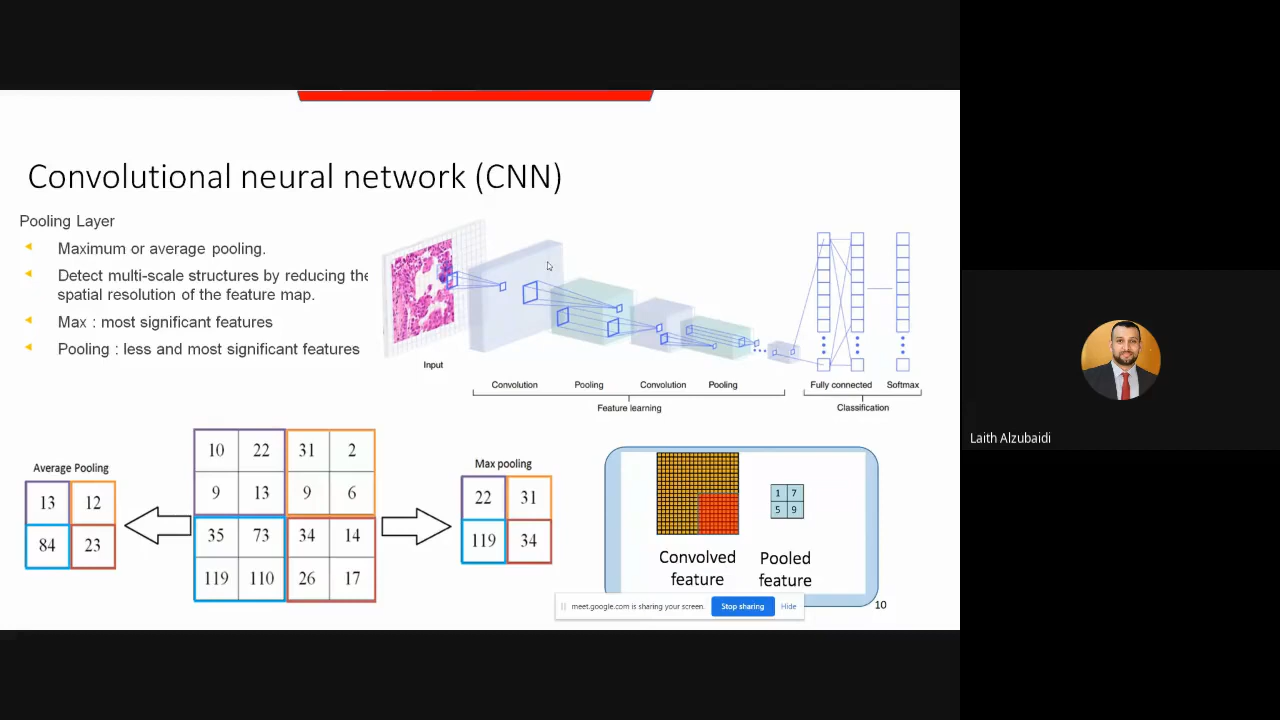 Convolutional neural network (CNN)
Pooling Layer
Maximum or average pooling.
Detect multi-scale structures by reducing the
spatial resolution of the feature map.
Max : most significant features
Pooling : less and most significant features
Input
Convolution Pooling Convolution Pooling
Feature learning
Fully connected Softmax
Classification
Average Pooling
13 12
84 23
10 22 31 2
9 13 9 6
35 73 34 14
119 110 26 17
Max pooling
22 31
119 34
1 7
5 9
Convolved
feature
Pooled
feature
10
meet.google.com is sharing your screen.
Stop sharing
Hide
Laith Alzubaidi